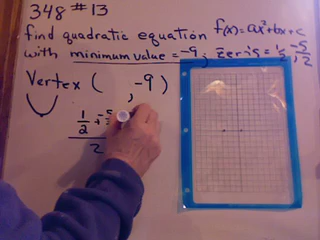 348 #13
find quadratic equation f(x)=ax²+bx+c
with minimum value = -9; zeris = 1/2, -5/2
Vertex ( , -9)
1/2 + -5/
2